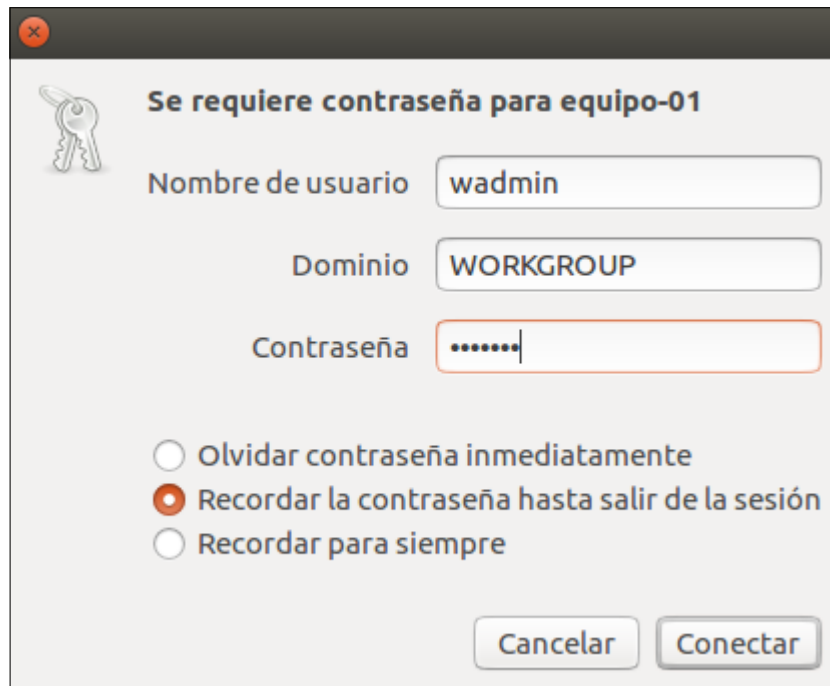 Se requiere contraseña para equipo-01
Nombre de usuario wadmin
Dominio WORKGROUP
Contraseña •••••••
Olvidar contraseña inmediatamente
Recordar la contraseña hasta salir de la sesión
Recordar para siempre
Cancelar Conectar